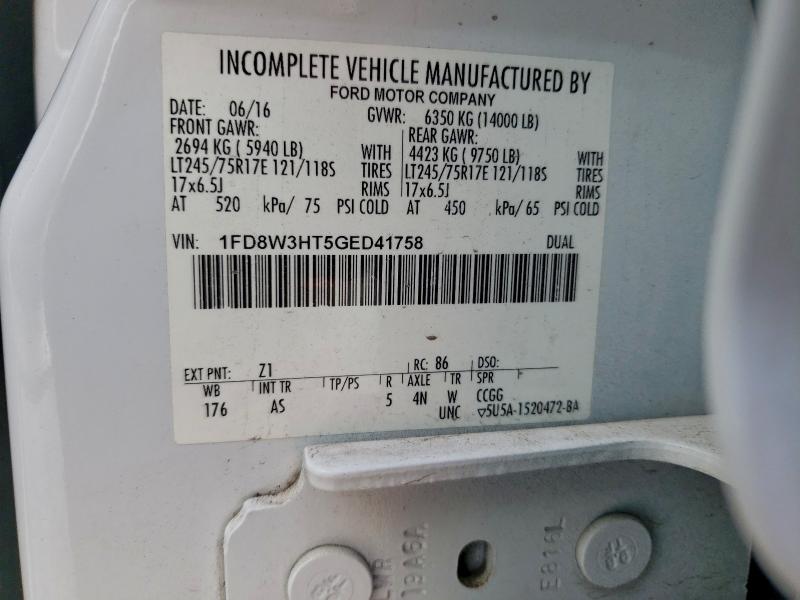 INCOMPLETE VEHICLE MANUFACTURED BY
FORD MOTOR COMPANY
DATE: 06/16 GVWR: 6350 KG (14000 LB)
FRONT GAWR: REAR GAWR:
2694 KG ( 5940 LB) WITH 4423 KG ( 9750 LB) WITH
LT245/75R17E 121/118S TIRES LT245/75R17E 121/118S TIRES
17x6.5J RIMS 17x6.5J RIMS
AT 520 kPa/ 75 PSI COLD AT 450 kPa/ 65 PSI COLD
VIN: 1FD8W3HT5GED41758 DUAL
EXT PNT: Z1 RC: 86 DSO:
WB INT TR TP/PS R AXLE TR SPR
176 AS 5 4N W CCGG
UNC ▽5U5A-1520472-BA
19A6A